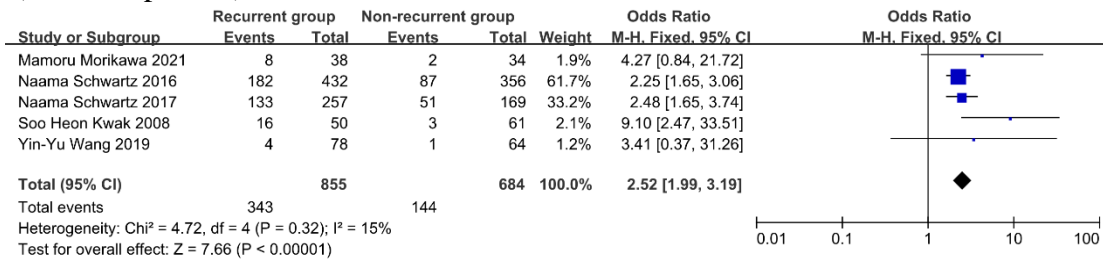 Recurrent group Non-recurrent group Odds Ratio Odds Ratio
Study or Subgroup Events Total Events Total Weight M-H. Fixed. 95% CI M-H. Fixed. 95% CI
Mamoru Morikawa 2021 8 38 2 34 1.9% 4.27 [0.84, 21.72]
Naama Schwartz 2016 182 432 87 356 61.7% 2.25 [1.65, 3.06]
Naama Schwartz 2017 133 257 51 169 33.2% 2.48 [1.65, 3.74]
Soo Heon Kwak 2008 16 50 3 61 2.1% 9.10 [2.47, 33.51]
Yin-Yu Wang 2019 4 78 1 64 1.2% 3.41 [0.37, 31.26]
Total (95% CI) 855 684 100.0% 2.52 [1.99, 3.19]
Total events 343 144
Heterogeneity: Chi² = 4.72, df = 4 (P = 0.32); I² = 15%
Test for overall effect: Z = 7.66 (P < 0.00001)
0.01 0.1 1 10 100